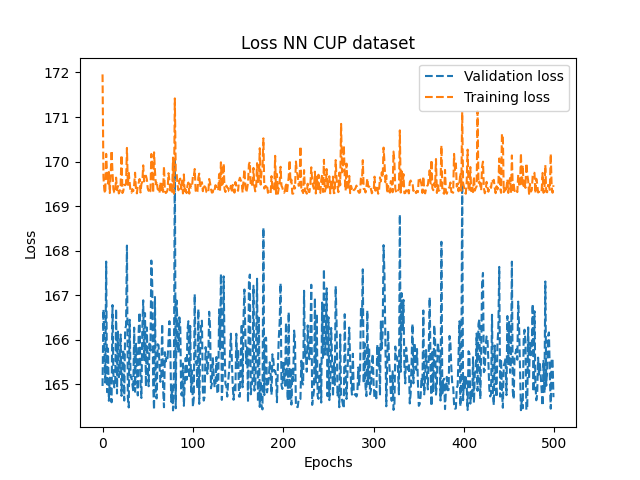 Loss NN CUP dataset
Validation loss
Training loss
172
171
170
169
168
167
166
165
Loss
0
100
200
300
400
500
Epochs